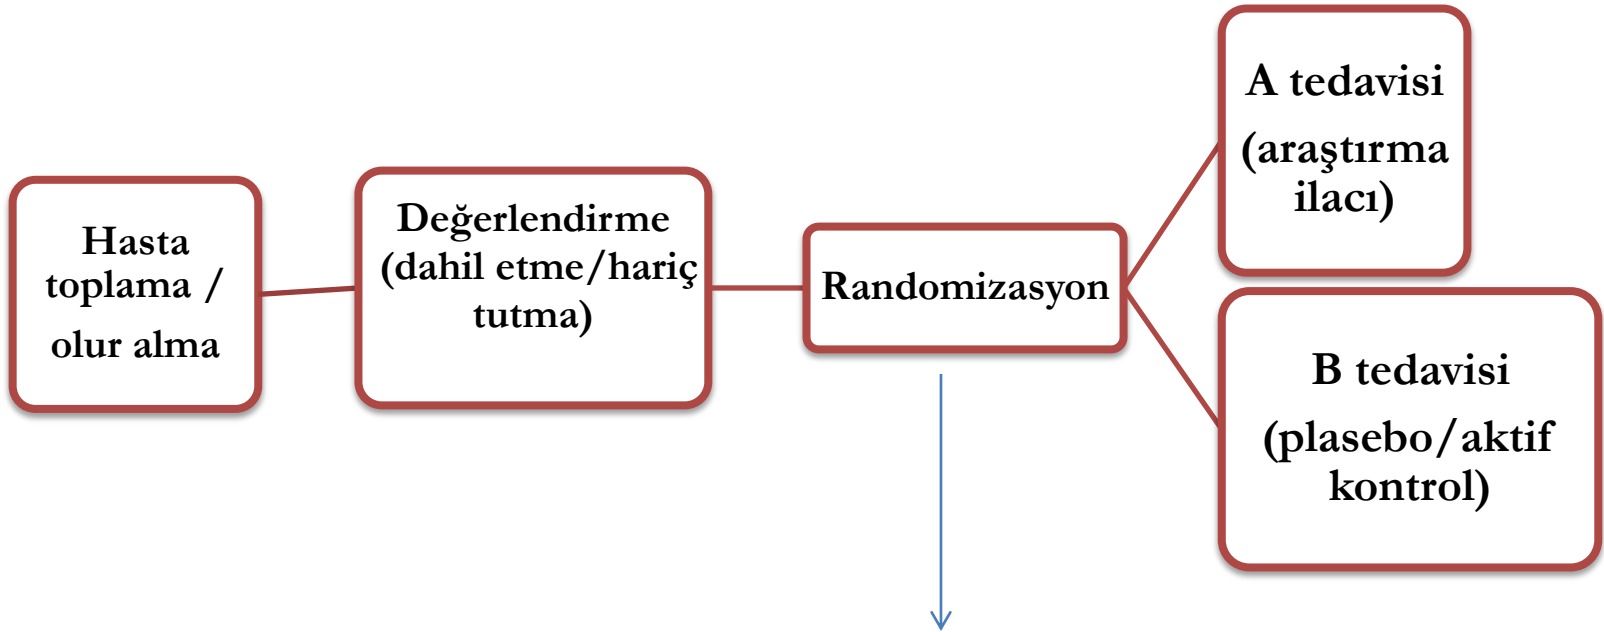 Hasta
toplama /
olur alma
Değerlendirme
(dahil etme/hariç
tutma)
Randomizasyon
A tedavisi
(araştırma
ilacı)
B tedavisi
(plasebo/aktif
kontrol)